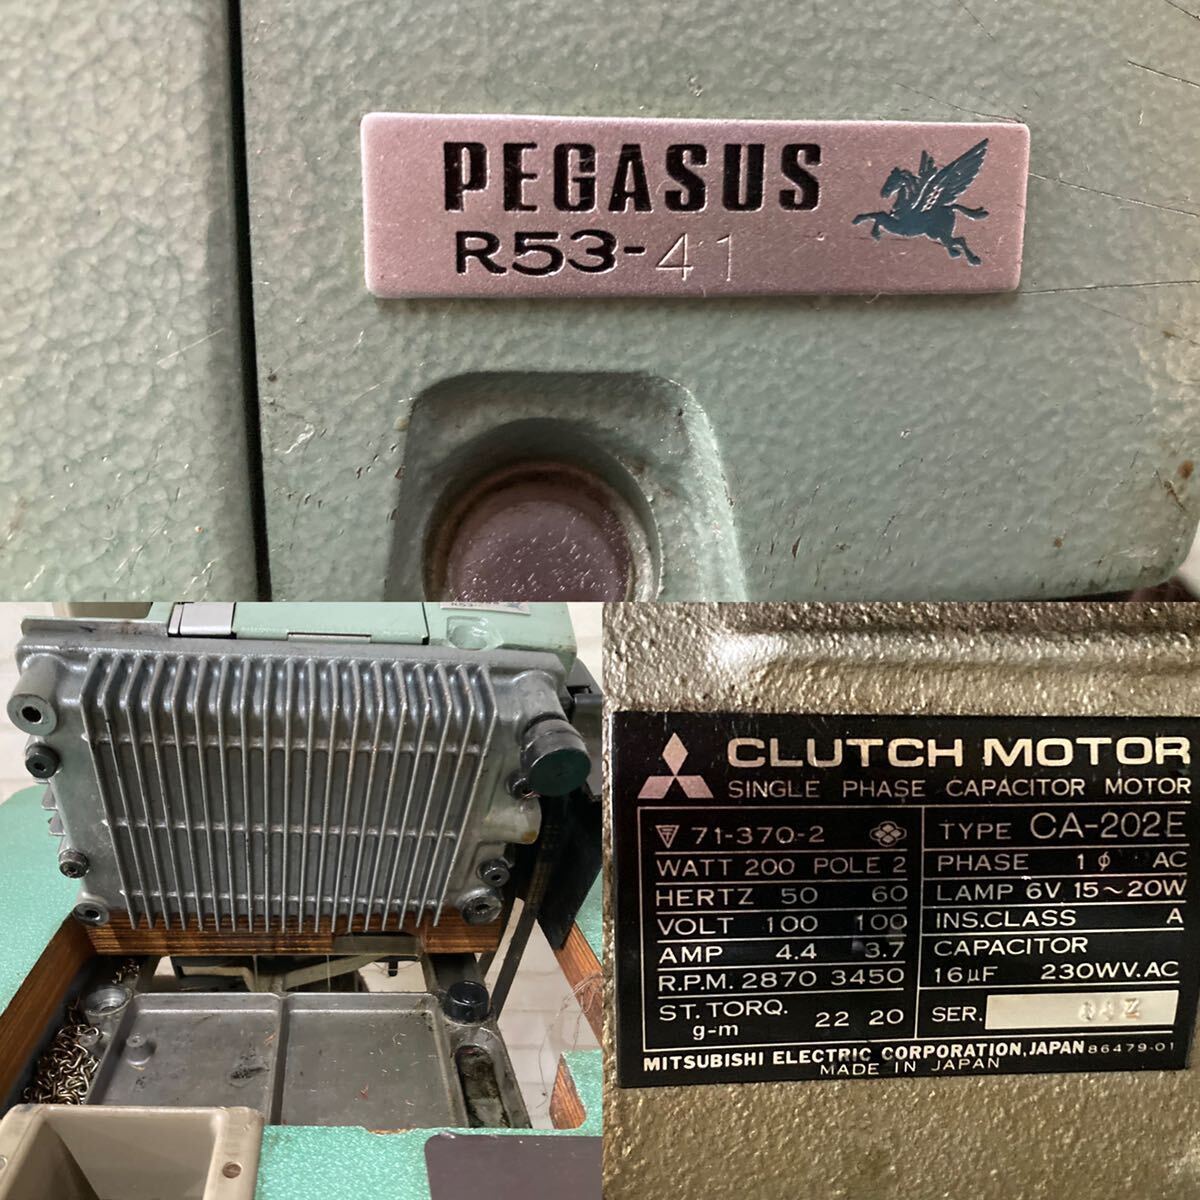 PEGASUS
R53-41
CLUTCH MOTOR
SINGLE PHASE CAPACITOR MOTOR
71-370-2
TYPE CA-202E
WATT 200 POLE 2
PHASE 1ϕ AC
HERTZ 50 60
LAMP 6V 15~20W
VOLT 100 100
INS.CLASS A
AMP 4.4 3.7
CAPACITOR
16μF 230WV.AC
R.P.M. 2870 3450
ST. TORQ. g-m 22 20
SER.
MITSUBISHI ELECTRIC CORPORATION, JAPAN 86479-01
MADE IN JAPAN